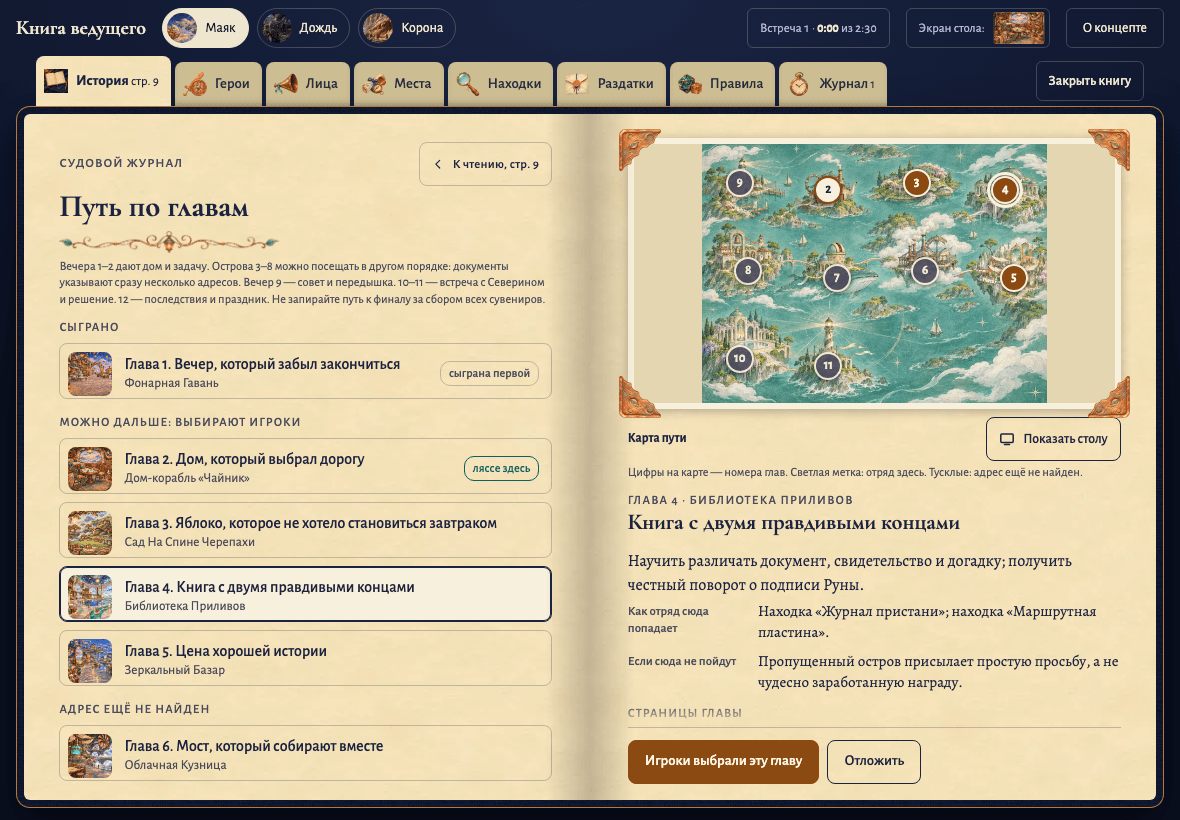 Книга ведущего
Маяк
Дождь
Корона
Встреча 1 · 0:00 из 2:30
Экран стола:
О концепте
История стр. 9
Герои
Лица
Места
Находки
Раздатки
Правила
Журнал 1
Закрыть книгу
СУДОВОЙ ЖУРНАЛ
К чтению, стр. 9
Путь по главам
Вечера 1–2 дают дом и задачу. Острова 3–8 можно посещать в другом порядке: документы
указывают сразу несколько адресов. Вечер 9 — совет и передышка. 10–11 — встреча с Северином
и решение. 12 — последствия и праздник. Не запирайте путь к финалу за сбором всех сувениров.
СЫГРАНО
Глава 1. Вечер, который забыл закончиться
Фонарная Гавань
сыграна первой
МОЖНО ДАЛЬШЕ: ВЫБИРАЮТ ИГРОКИ
Глава 2. Дом, который выбрал дорогу
Дом-корабль «Чайник»
ляссе здесь
Глава 3. Яблоко, которое не хотело становиться завтраком
Сад На Спине Черепахи
Глава 4. Книга с двумя правдивыми концами
Библиотека Приливов
Глава 5. Цена хорошей истории
Зеркальный Базар
АДРЕС ЕЩЁ НЕ НАЙДЕН
Глава 6. Мост, который собирают вместе
Облачная Кузница
9
2
3
4
8
7
6
5
10
11
Карта пути
Показать столу
Цифры на карте — номера глав. Светлая метка: отряд здесь. Тусклые: адрес ещё не найден.
ГЛАВА 4 · БИБЛИОТЕКА ПРИЛИВОВ
Книга с двумя правдивыми концами
Научить различать документ, свидетельство и догадку; получить
честный поворот о подписи Руны.
Как отряд сюда
попадает
Находка «Журнал пристани»; находка «Маршрутная
пластина».
Если сюда не пойдут
Пропущенный остров присылает простую просьбу, а не
чудесно заработанную награду.
СТРАНИЦЫ ГЛАВЫ
Игроки выбрали эту главу
Отложить